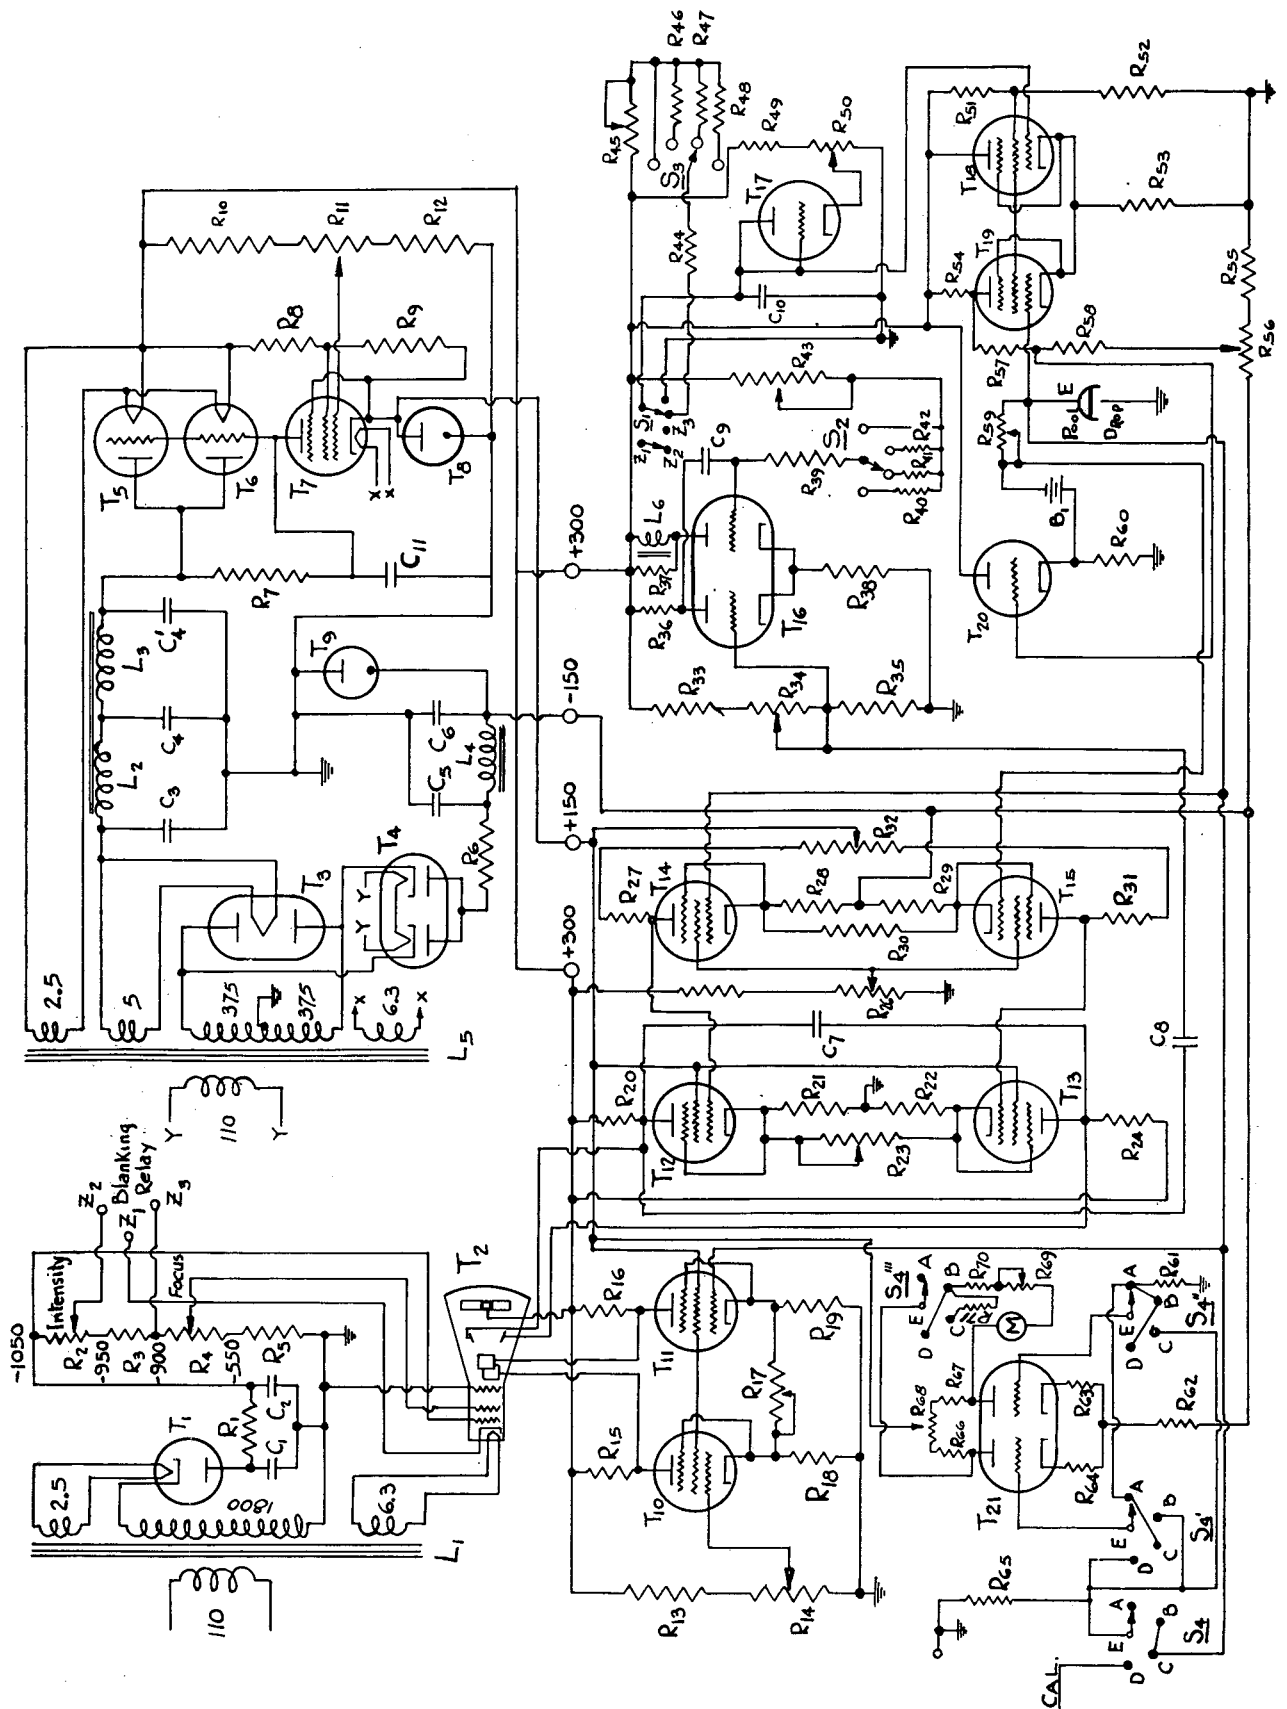 110
L1
2.5
1800
6.3
T1
R1
C1
C2
-1050
Intensity
R2
-950
R3
-900
R4
Focus
-550
R5
Z2
Blanking
Z1 Relay
Z3
T2
Y 110 Y
L5
2.5
5
375
375
6.3
X
X
T3
T4
R6
C3
L2
C4
L3
C4'
C5
C6
L4
T9
R7
C11
T5
T6
T7
X
X
T8
R8
R9
R10
R11
R12
+300
+150
-150
+300
R13
R14
R15
T10
R18
R17
T11
R16
R19
R20
T12
R21
R22
R23
T13
R24
C7
C8
R26
R27
T14
R28
R29
R30
T15
R31
R32
R33
R34
R35
R36
R37
L6
T16
R38
C9
R39
S2
R40
R41
R42
R43
S1
Z1
Z2
Z3
C10
R44
S3
R45
R46
R47
R48
R49
R50
T17
T18
R51
R52
R53
T19
R54
R55
R56
R57
R58
R59
Pool
E
Drop
B1
T20
R60
CAL.
S4
A
B
C
D
E
R65
S4'
A
B
C
D
E
T21
R64
R63
R62
R66
R67
R68
M
S4'''
A
B
C
D
R71
R70
R69
S4''
A
B
C
D
E
R61